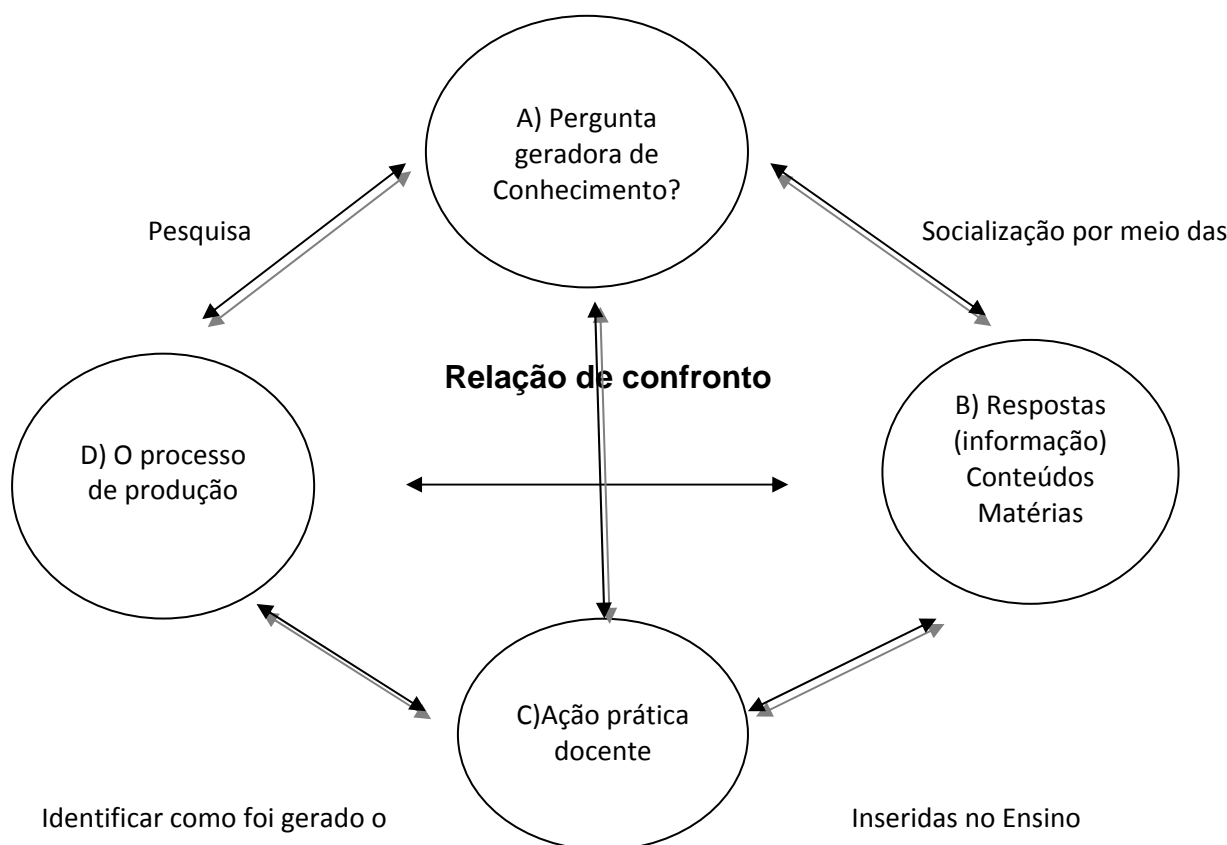 A) Pergunta
geradora de
Conhecimento?
Pesquisa
Socialização por meio das
Relação de confronto
D) O processo
de produção
B) Respostas
(informação)
Conteúdos
Matérias
C)Ação prática
docente
Identificar como foi gerado o
Inseridas no Ensino